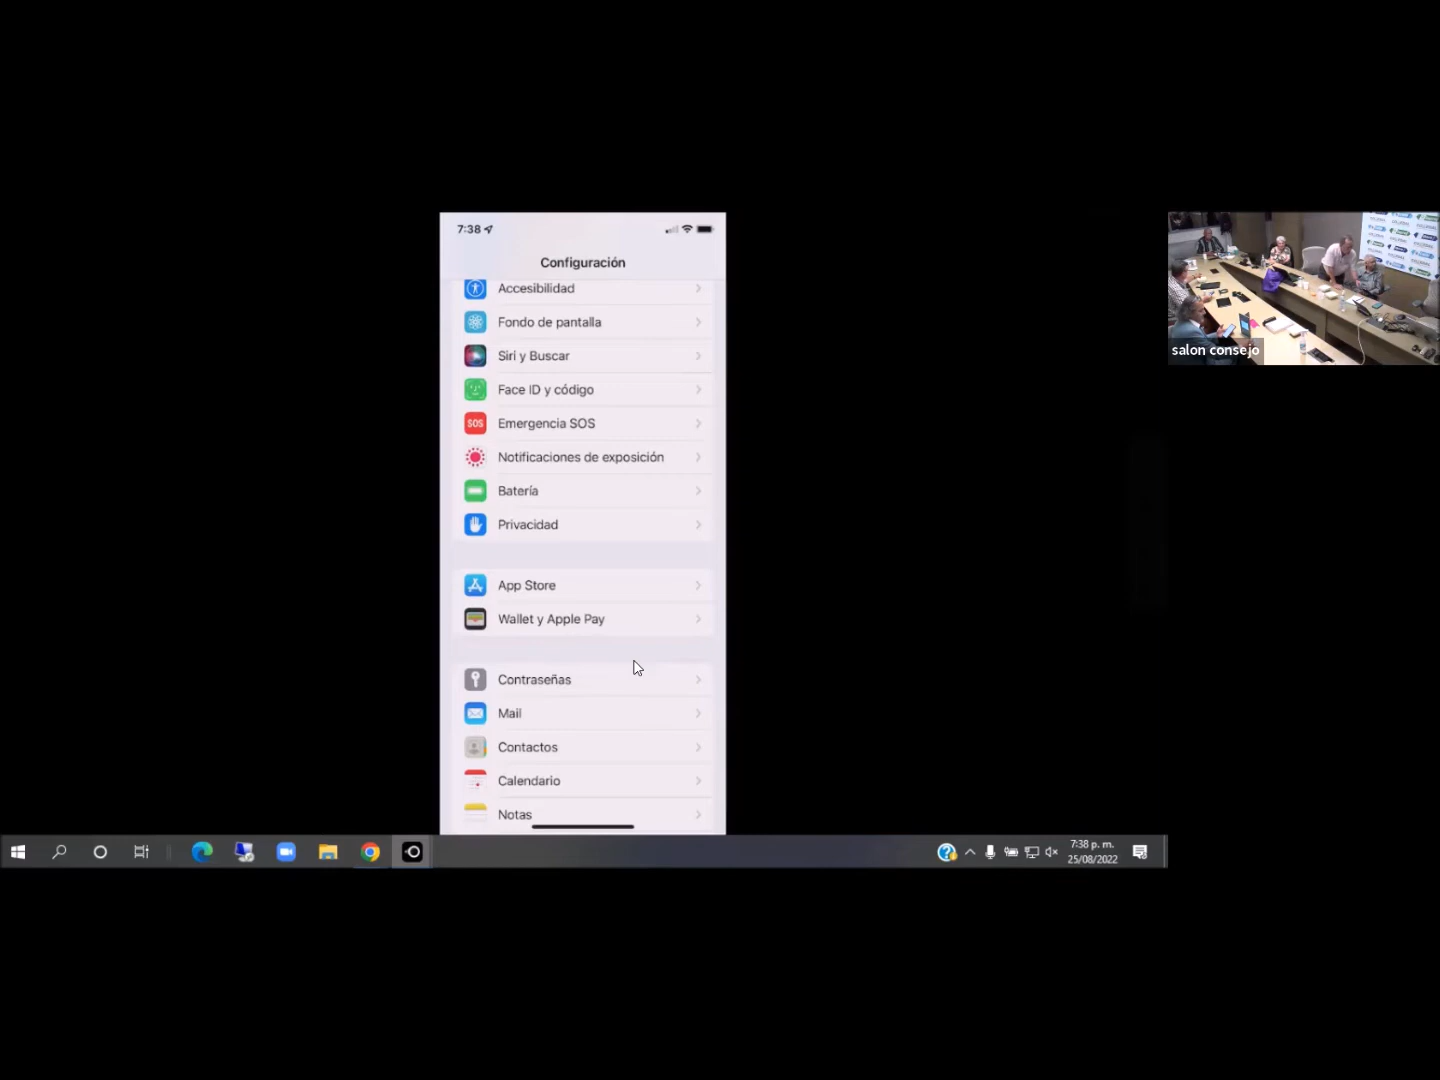 7:38
Configuración
Accesibilidad
Fondo de pantalla
Siri y Buscar
Face ID y código
SOS
Emergencia SOS
Notificaciones de exposición
Batería
Privacidad
App Store
Wallet y Apple Pay
Contraseñas
Mail
Contactos
Calendario
Notas
salon consejo
7:38 p. m.
25/08/2022